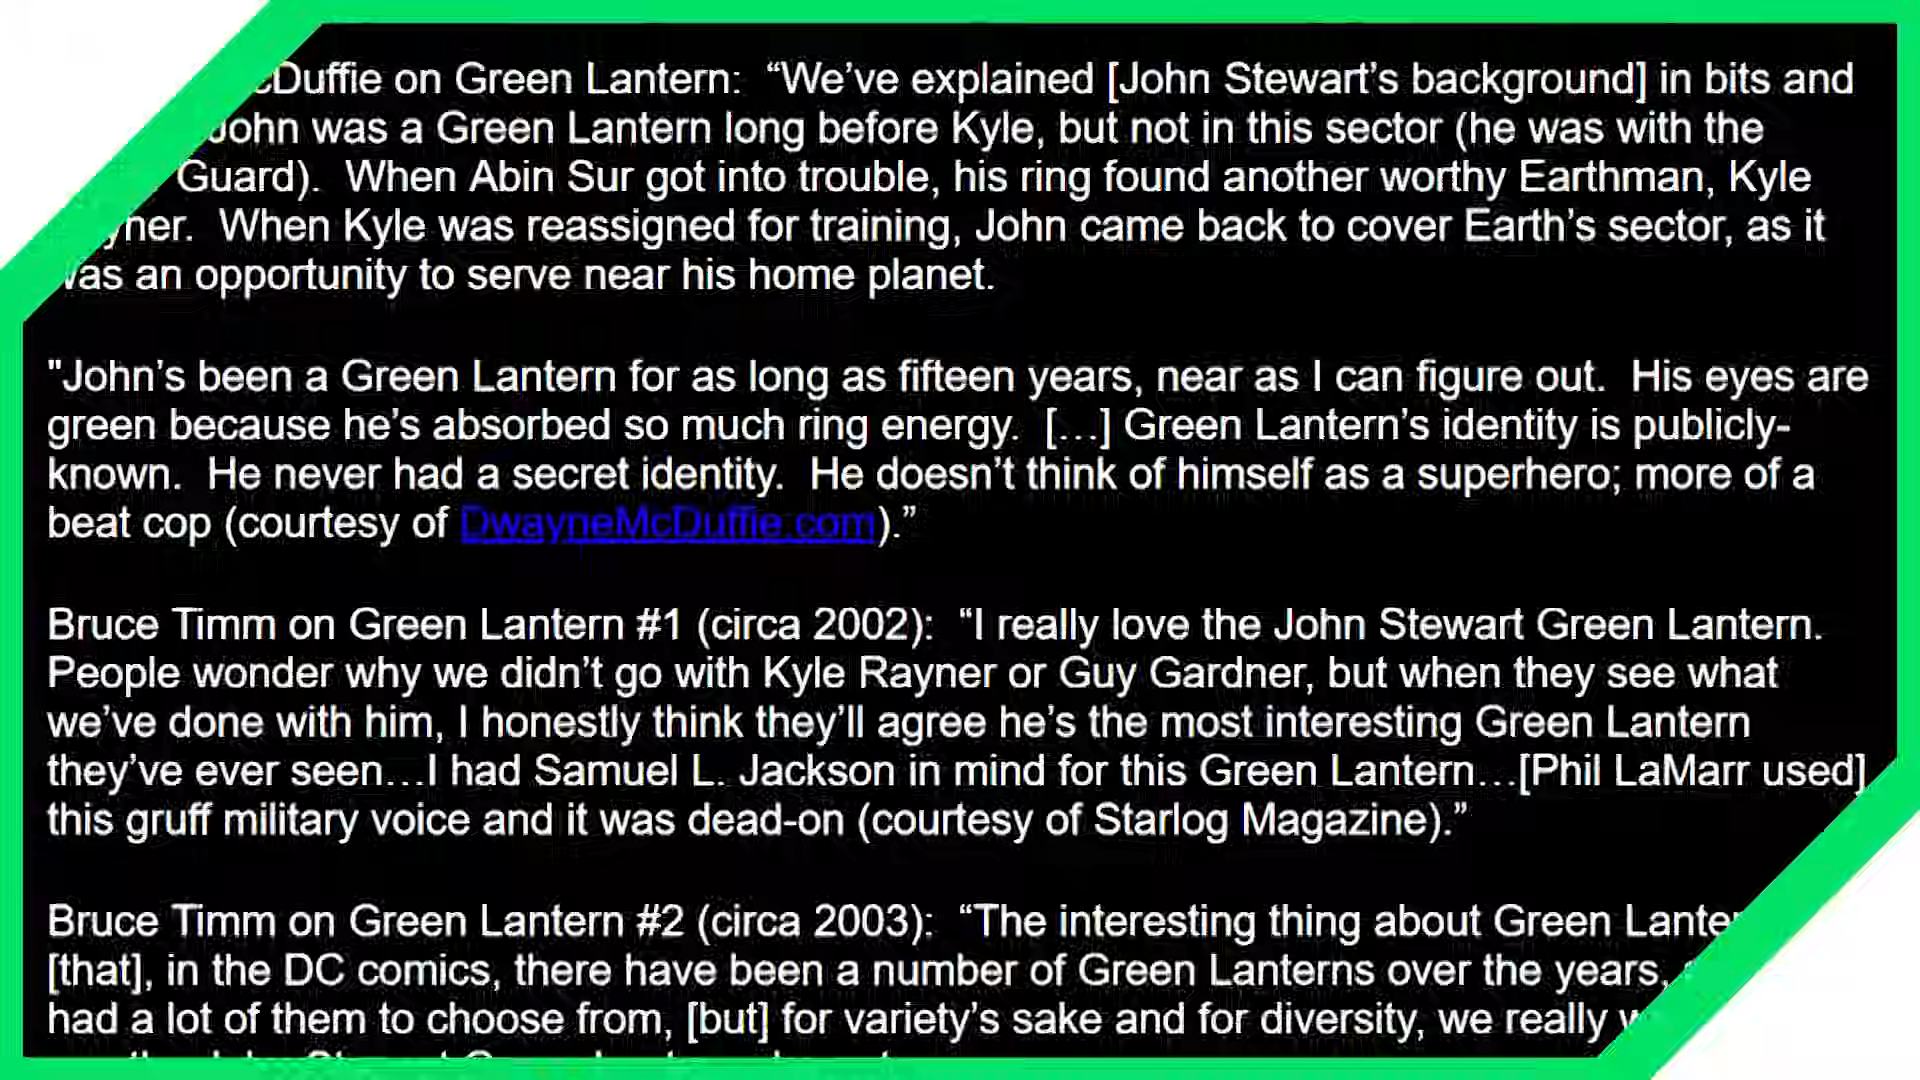 cDuffie on Green Lantern: “We’ve explained [John Stewart’s background] in bits and
John was a Green Lantern long before Kyle, but not in this sector (he was with the
Guard). When Abin Sur got into trouble, his ring found another worthy Earthman, Kyle
yner. When Kyle was reassigned for training, John came back to cover Earth’s sector, as it
was an opportunity to serve near his home planet.
"John’s been a Green Lantern for as long as fifteen years, near as I can figure out. His eyes are
green because he’s absorbed so much ring energy. […] Green Lantern’s identity is publicly-
known. He never had a secret identity. He doesn’t think of himself as a superhero; more of a
beat cop (courtesy of DwayneMcDuffie.com).”
Bruce Timm on Green Lantern #1 (circa 2002): “I really love the John Stewart Green Lantern.
People wonder why we didn’t go with Kyle Rayner or Guy Gardner, but when they see what
we’ve done with him, I honestly think they’ll agree he’s the most interesting Green Lantern
they’ve ever seen…I had Samuel L. Jackson in mind for this Green Lantern…[Phil LaMarr used]
this gruff military voice and it was dead-on (courtesy of Starlog Magazine).”
Bruce Timm on Green Lantern #2 (circa 2003): “The interesting thing about Green Lanter
[that], in the DC comics, there have been a number of Green Lanterns over the years,
had a lot of them to choose from, [but] for variety’s sake and for diversity, we really